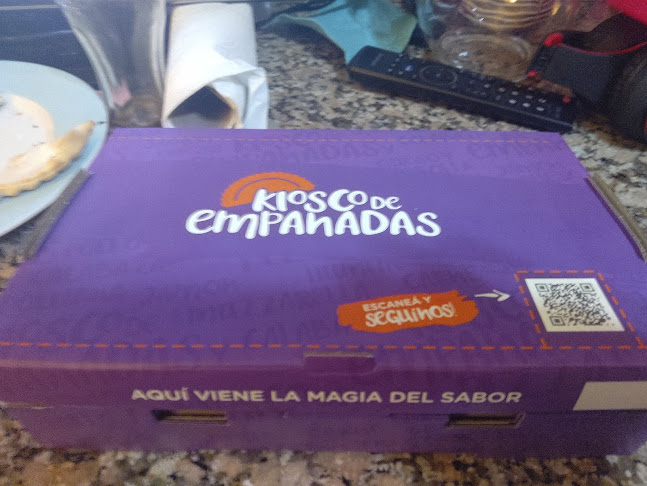 KIOSCO DE
EMPANADAS
ESCANEÁ Y
SEGUINOS!
AQUÍ VIENE LA MAGIA DEL SABOR